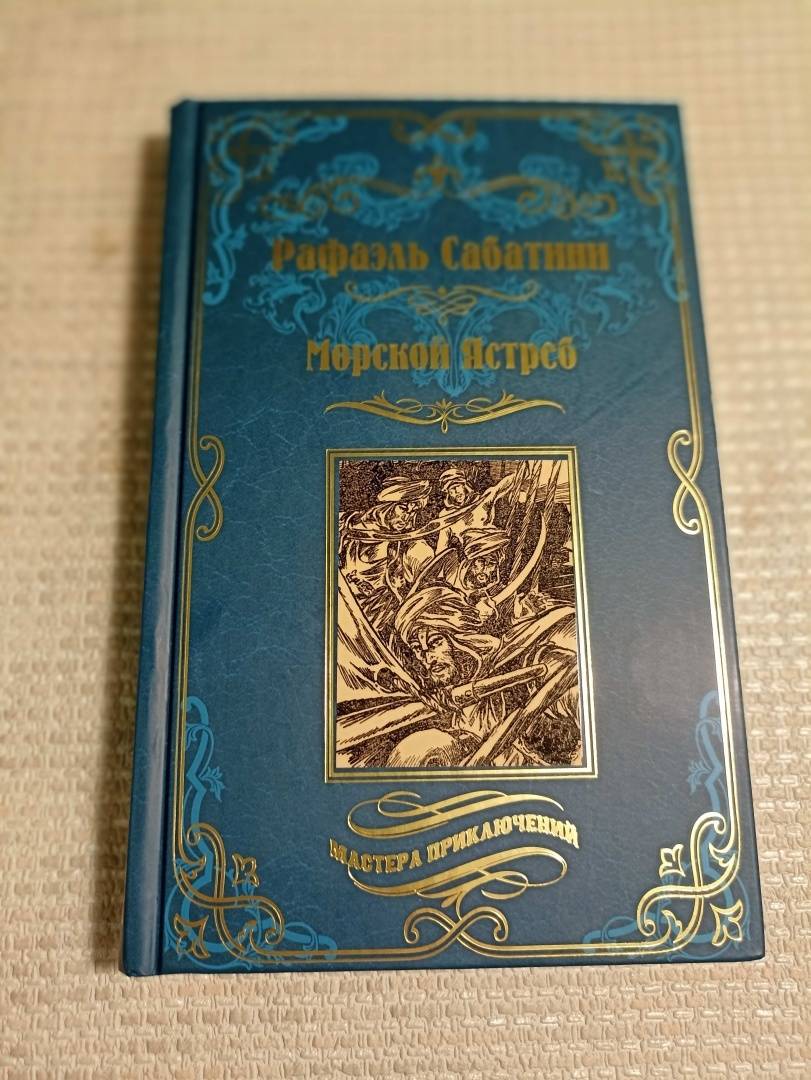 Рафаэль Сабатини
Морской Ястреб
МАСТЕРА ПРИКЛЮЧЕНИЙ